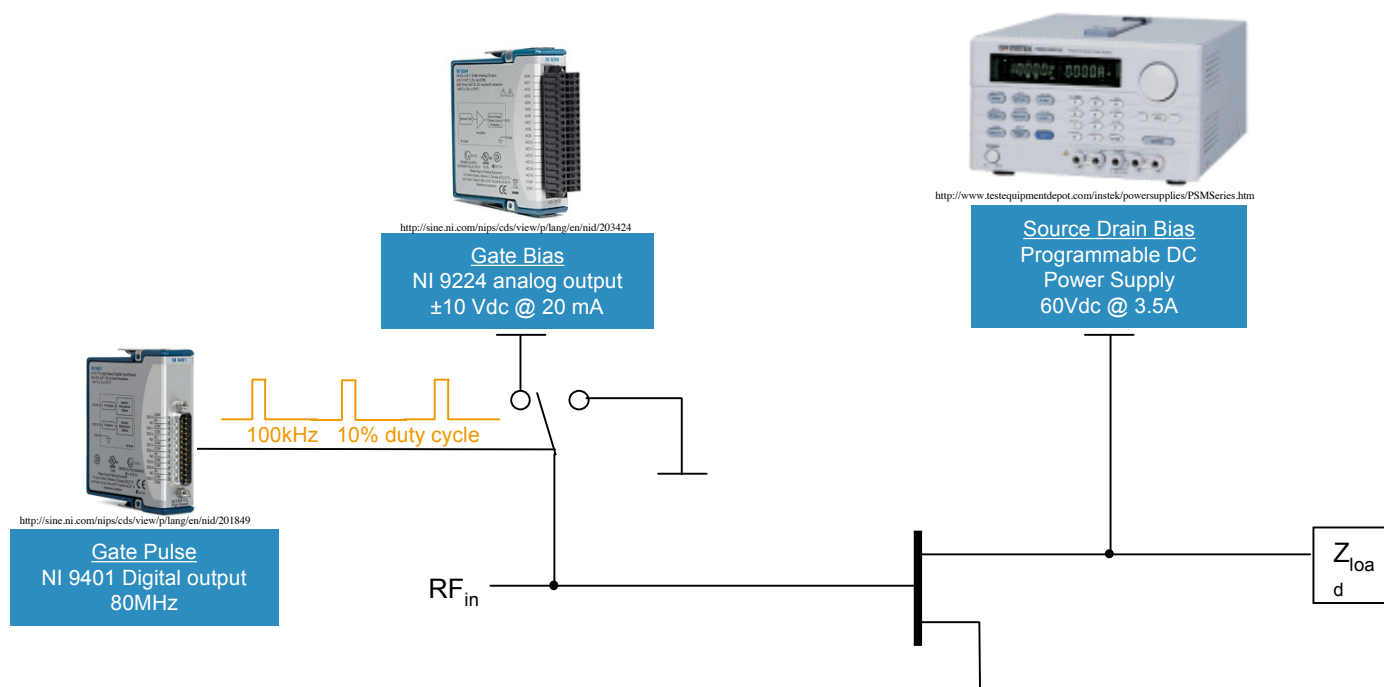 http://sine.ni.com/nips/cds/view/p/lang/en/nid/203424
Gate Bias
NI 9224 analog output
±10 Vdc @ 20 mA
http://www.testequipmentdepot.com/instek/powersupplies/PSMSeries.htm
Source Drain Bias
Programmable DC
Power Supply
60Vdc @ 3.5A
NI 9401
100kHz 10% duty cycle
http://sine.ni.com/nips/cds/view/p/lang/en/nid/201849
Gate Pulse
NI 9401 Digital output
80MHz
RFin
Zloa
d